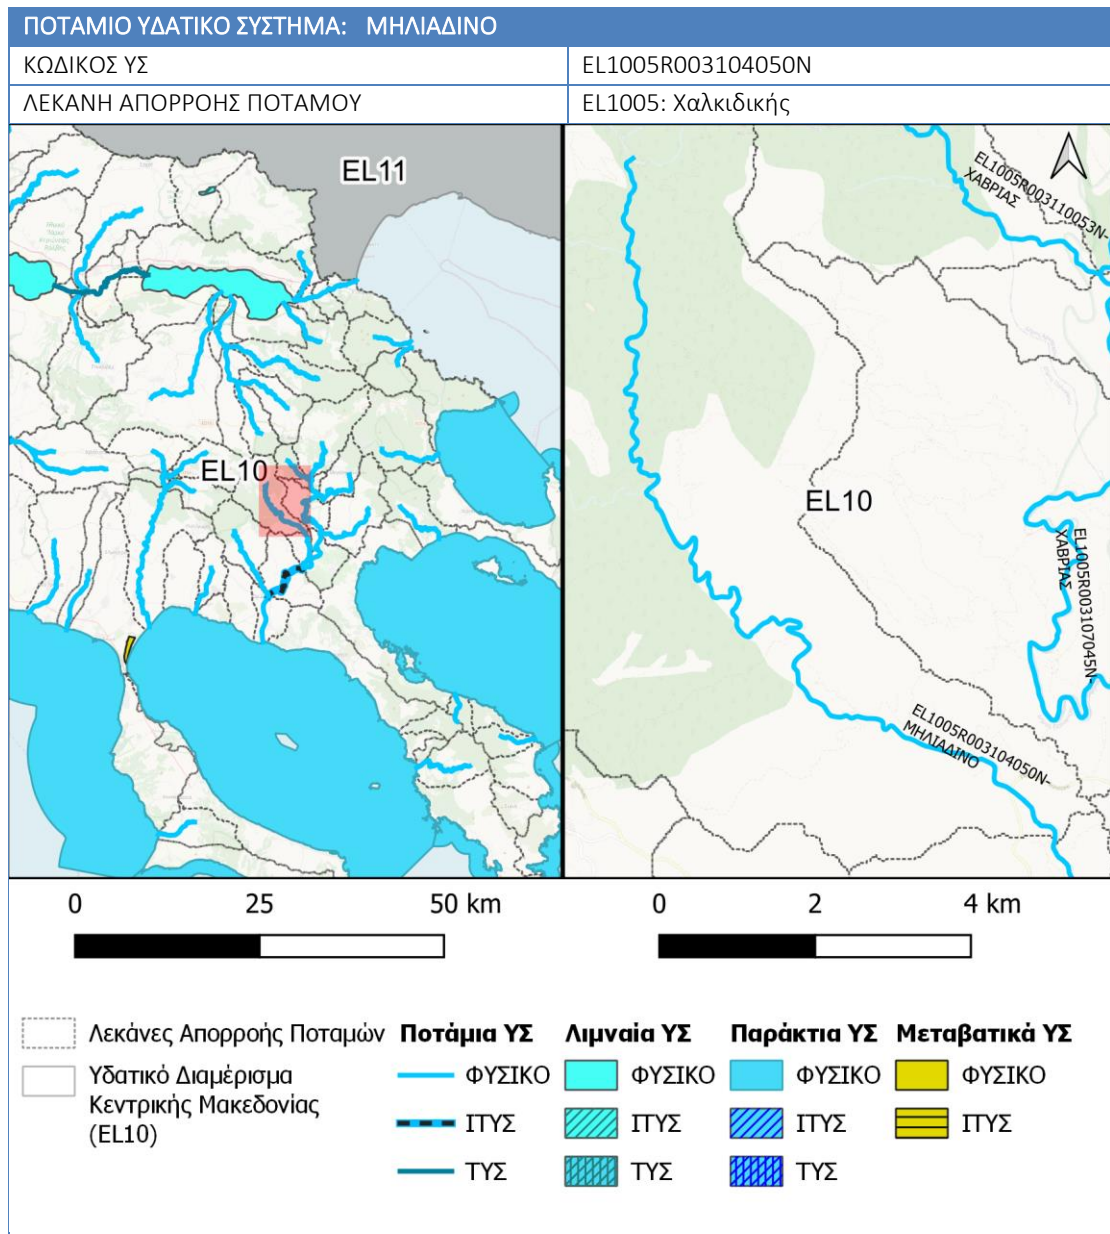 ΠΟΤΑΜΙΟ ΥΔΑΤΙΚΟ ΣΥΣΤΗΜΑ: ΜΗΛΙΑΔΙΝΟ
ΚΩΔΙΚΟΣ ΥΣ EL1005R003104050N
ΛΕΚΑΝΗ ΑΠΟΡΡΟΗΣ ΠΟΤΑΜΟΥ EL1005: Χαλκιδικής
EL11
EL10
EL1005R003110053N-
ΧΑΒΡΙΑΣ
EL10
EL1005R003107045N-
ΧΑΒΡΙΑΣ
EL1005R003104050N-
ΜΗΛΙΑΔΙΝΟ
0 25 50 km
0 2 4 km
Λεκάνες Απορροής Ποταμών
Υδατικό Διαμέρισμα
Κεντρικής Μακεδονίας
(EL10)
Ποτάμια ΥΣ
ΦΥΣΙΚΟ
ΙΤΥΣ
ΤΥΣ
Λιμναία ΥΣ
ΦΥΣΙΚΟ
ΙΤΥΣ
ΤΥΣ
Παράκτια ΥΣ
ΦΥΣΙΚΟ
ΙΤΥΣ
ΤΥΣ
Μεταβατικά ΥΣ
ΦΥΣΙΚΟ
ΙΤΥΣ